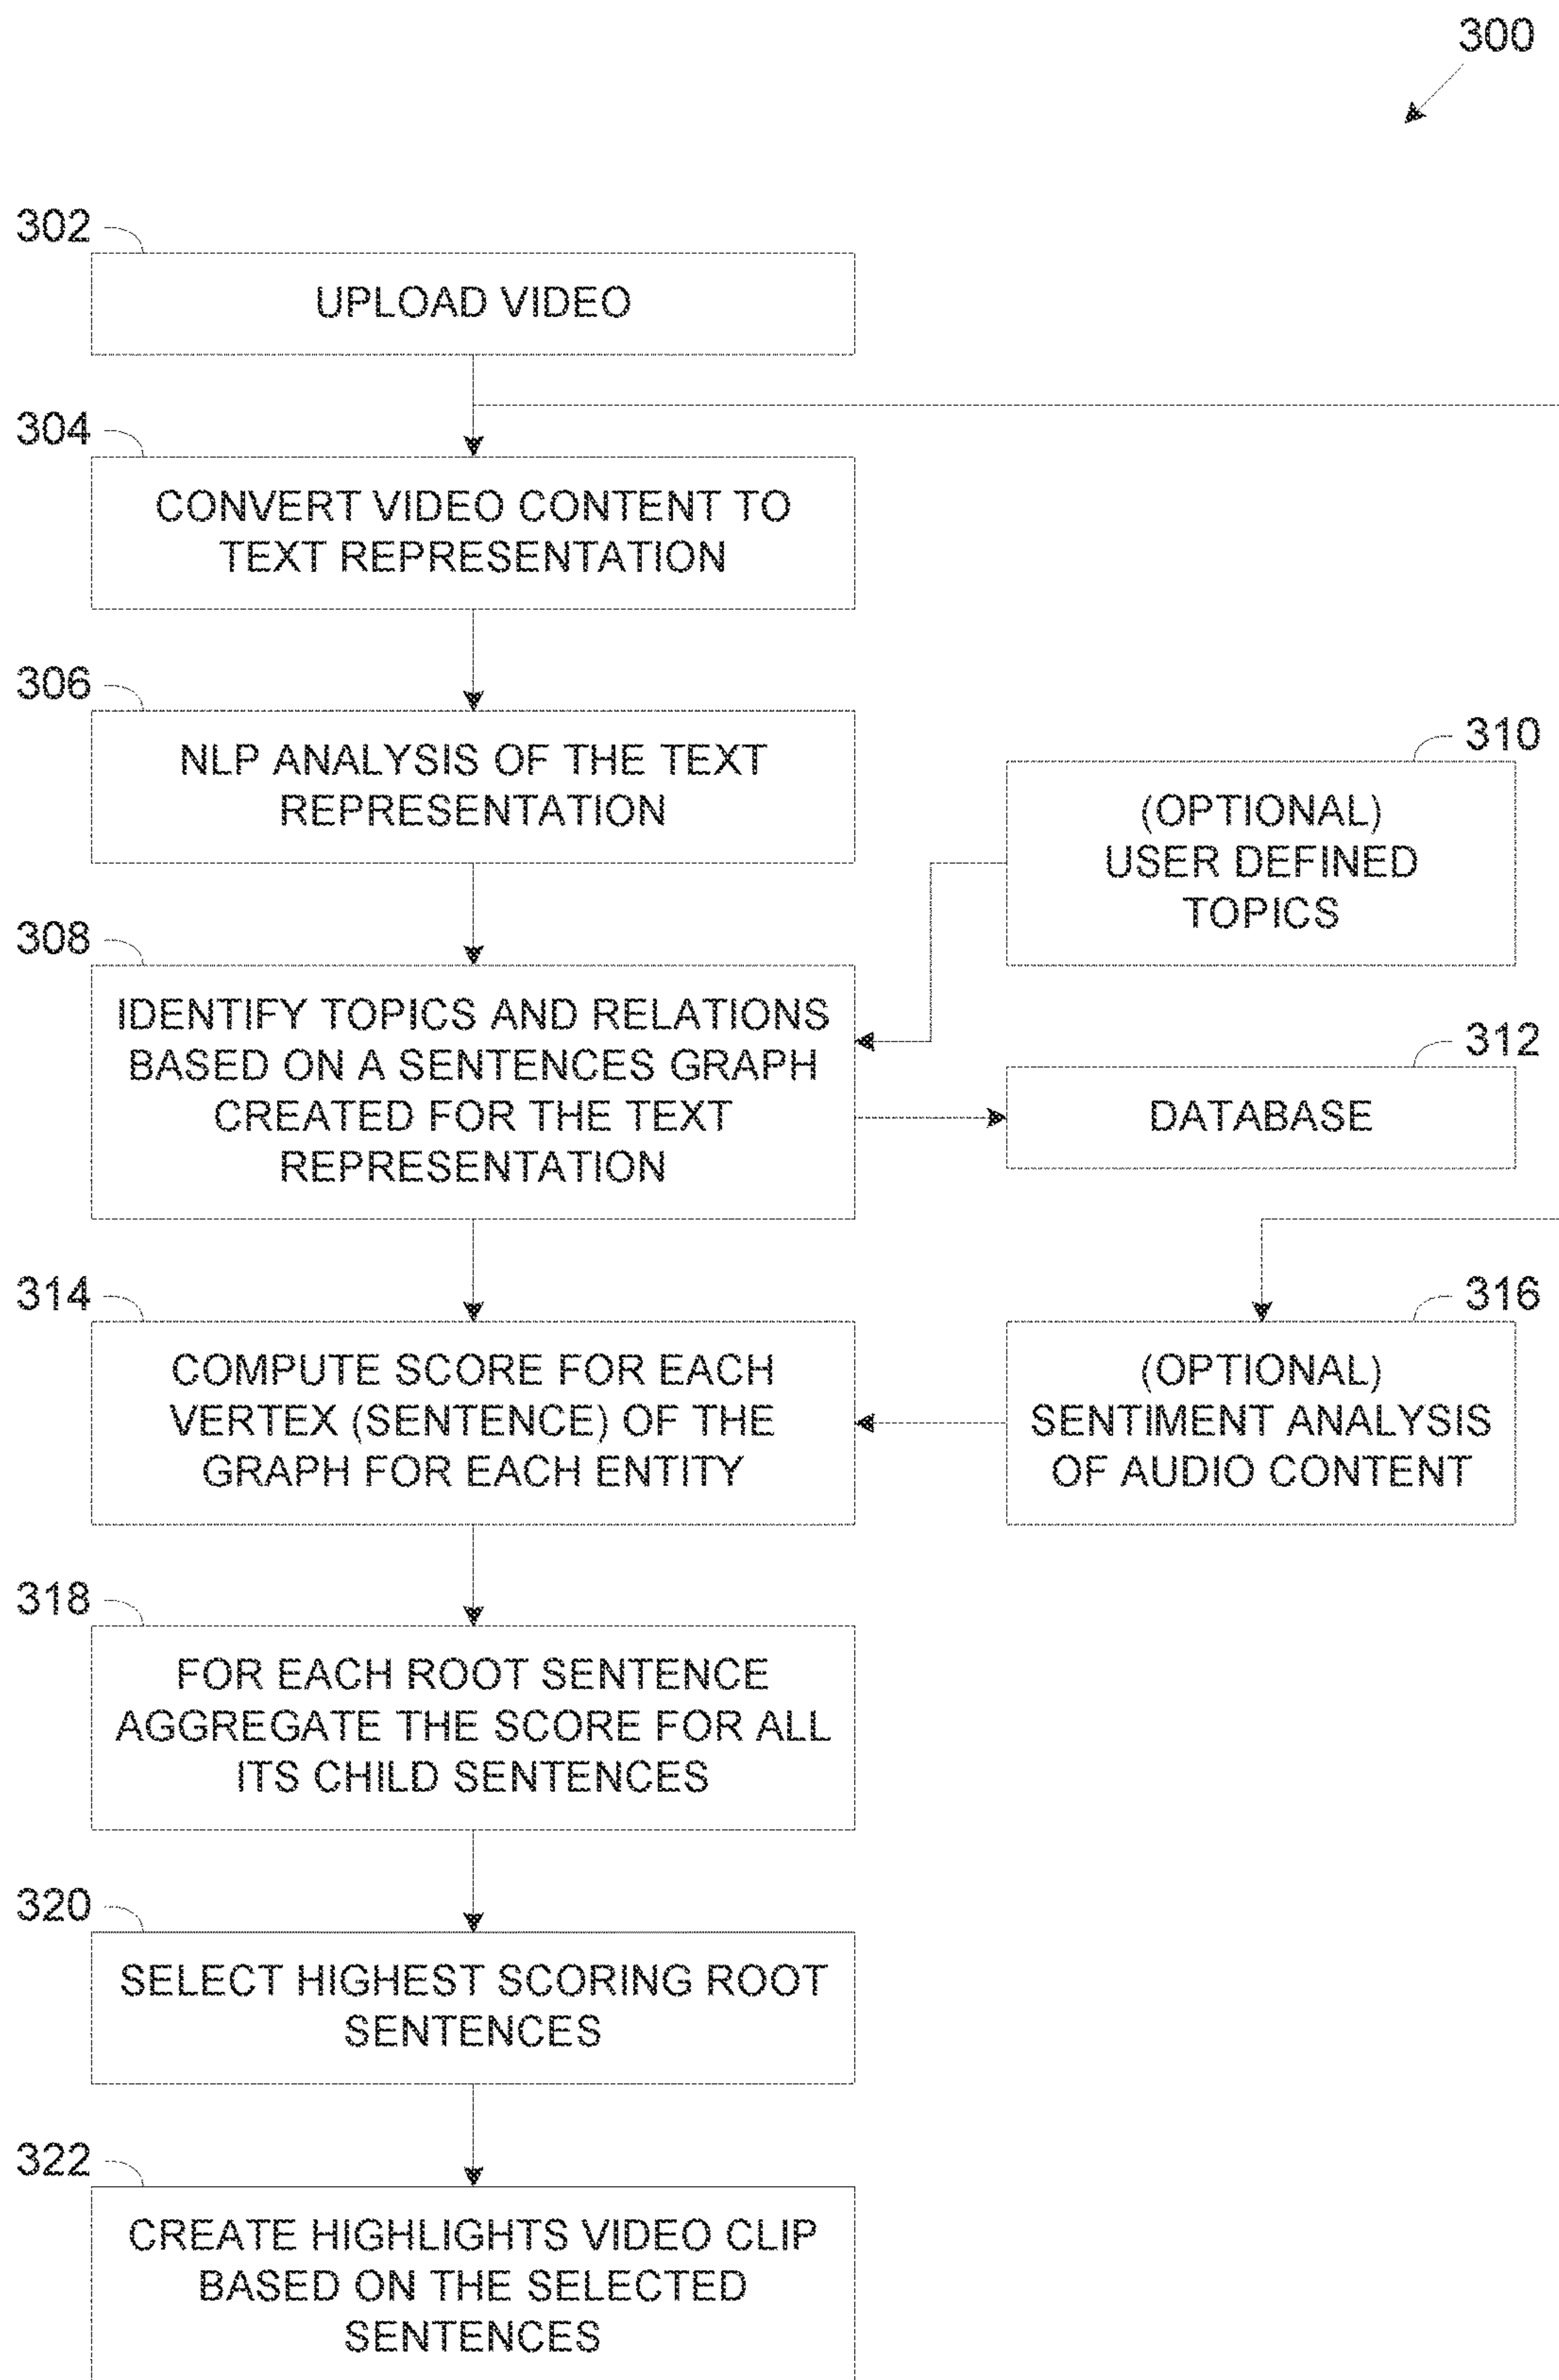 300
302
UPLOAD VIDEO
304
CONVERT VIDEO CONTENT TO
TEXT REPRESENTATION
306
NLP ANALYSIS OF THE TEXT
REPRESENTATION
310
(OPTIONAL)
USER DEFINED
TOPICS
308
IDENTIFY TOPICS AND RELATIONS
BASED ON A SENTENCES GRAPH
CREATED FOR THE TEXT
REPRESENTATION
312
DATABASE
314
COMPUTE SCORE FOR EACH
VERTEX (SENTENCE) OF THE
GRAPH FOR EACH ENTITY
316
(OPTIONAL)
SENTIMENT ANALYSIS
OF AUDIO CONTENT
318
FOR EACH ROOT SENTENCE
AGGREGATE THE SCORE FOR ALL
ITS CHILD SENTENCES
320
SELECT HIGHEST SCORING ROOT
SENTENCES
322
CREATE HIGHLIGHTS VIDEO CLIP
BASED ON THE SELECTED
SENTENCES